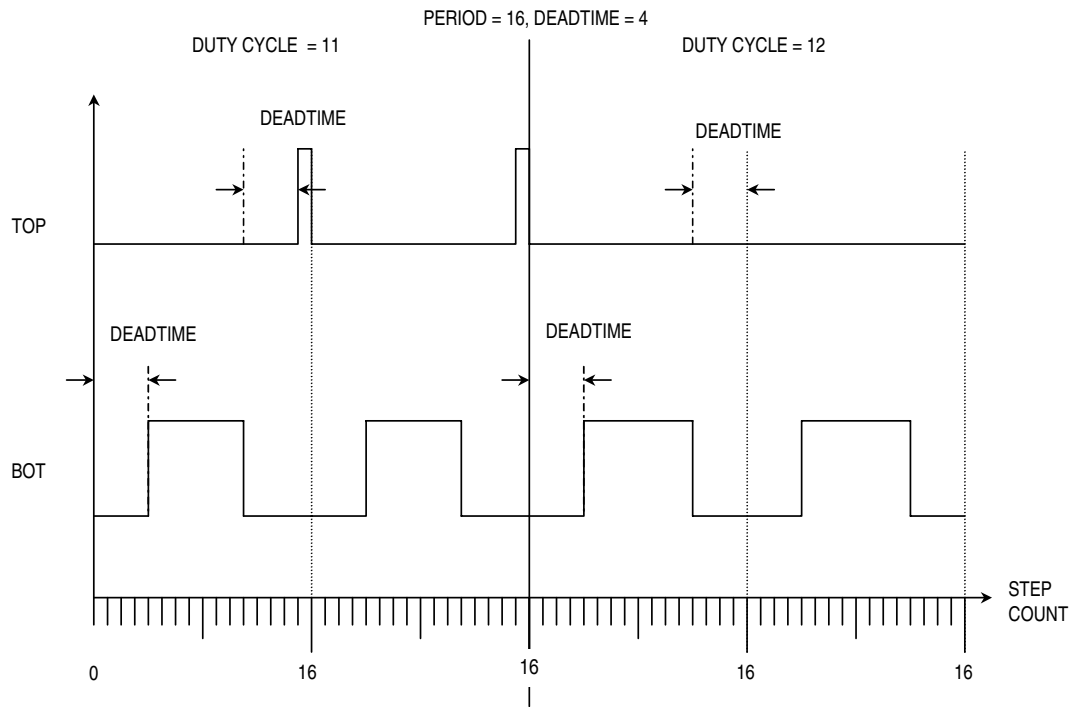 PERIOD = 16, DEADTIME = 4
DUTY CYCLE = 11
DUTY CYCLE = 12
DEADTIME
DEADTIME
TOP
DEADTIME
DEADTIME
BOT
STEP
COUNT
0
16
16
16
16